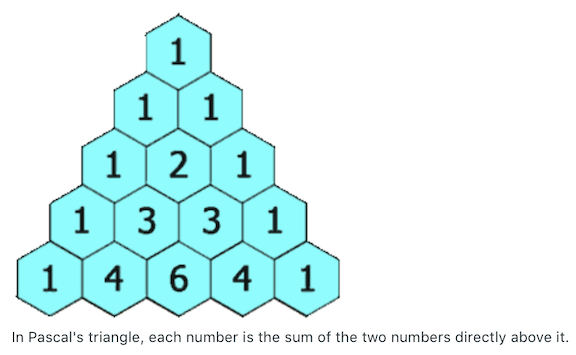 1
1 1
1 2 1
1 3 3 1
1 4 6 4 1
In Pascal's triangle, each number is the sum of the two numbers directly above it.